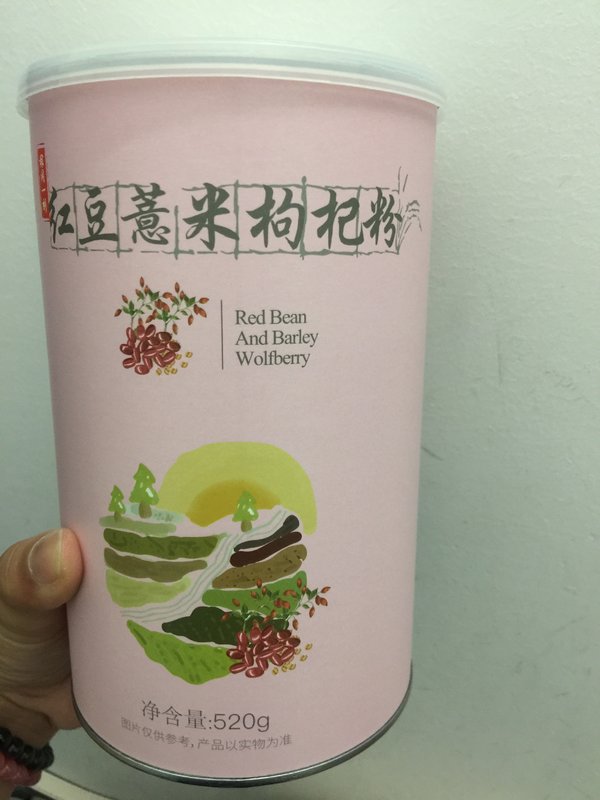 红豆薏米枸杞粉
Red Bean
And Barley
Wolfberry
净含量:520g
图片仅供参考,产品以实物为准